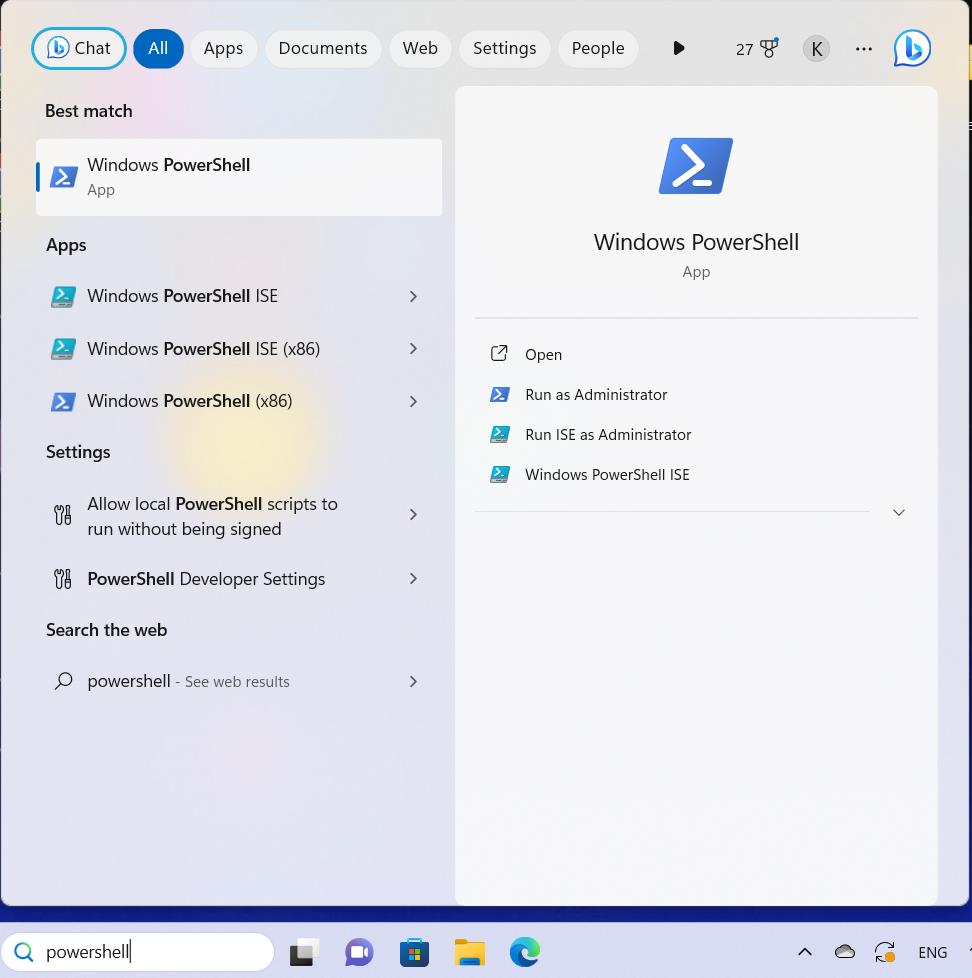 Chat
All
Apps
Documents
Web
Settings
People
27
K
Best match
Windows PowerShell
App
Apps
Windows PowerShell ISE
Windows PowerShell ISE (x86)
Windows PowerShell (x86)
Settings
Allow local PowerShell scripts to
run without being signed
PowerShell Developer Settings
Search the web
powershell - See web results
Windows PowerShell
App
Open
Run as Administrator
Run ISE as Administrator
Windows PowerShell ISE
powershell
ENG